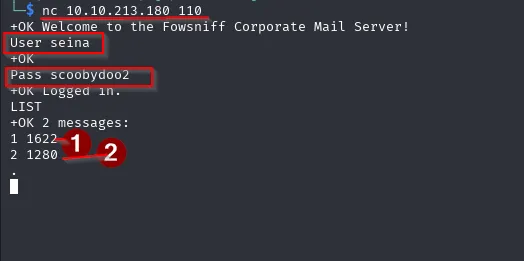 └─$ nc 10.10.213.180 110
+OK Welcome to the Fowsniff Corporate Mail Server!
User seina
+OK
Pass scoobydoo2
+OK Logged in.
LIST
+OK 2 messages:
1 1622 1
2 1280 2
.